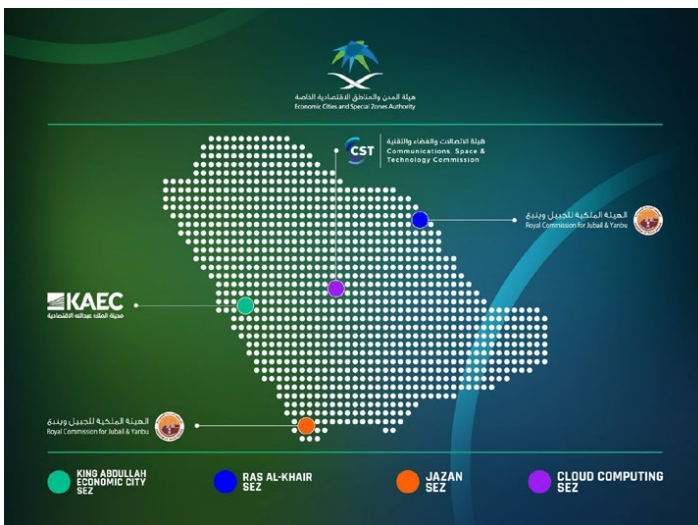 هيئة المدن والمناطق الاقتصادية الخاصة
Economic Cities and Special Zones Authority
CST
هيئة الاتصالات والفضاء والتقنية
Communications, Space &
Technology Commission
الهيئة الملكية للجبيل وينبع
Royal Commission for Jubail & Yanbu
KAEC
مدينة الملك عبدالله الاقتصادية
الهيئة الملكية للجبيل وينبع
Royal Commission for Jubail & Yanbu
KING ABDULLAH
ECONOMIC CITY
SEZ
RAS AL-KHAIR
SEZ
JAZAN
SEZ
CLOUD COMPUTING
SEZ